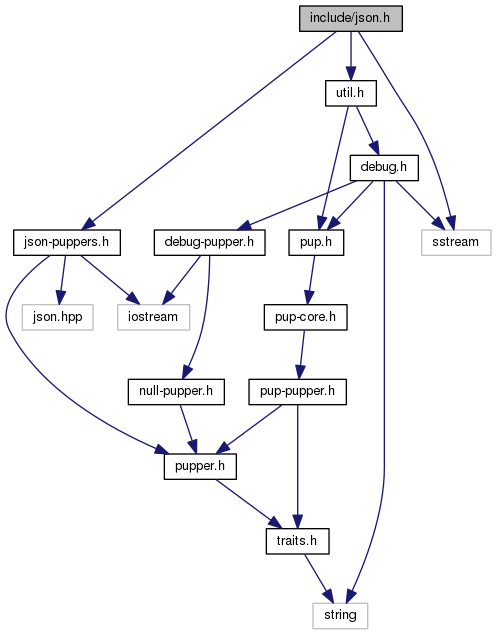 include/json.h
util.h
debug.h
json-puppers.h
debug-pupper.h
pup.h
sstream
json.hpp
iostream
pup-core.h
null-pupper.h
pup-pupper.h
pupper.h
traits.h
string